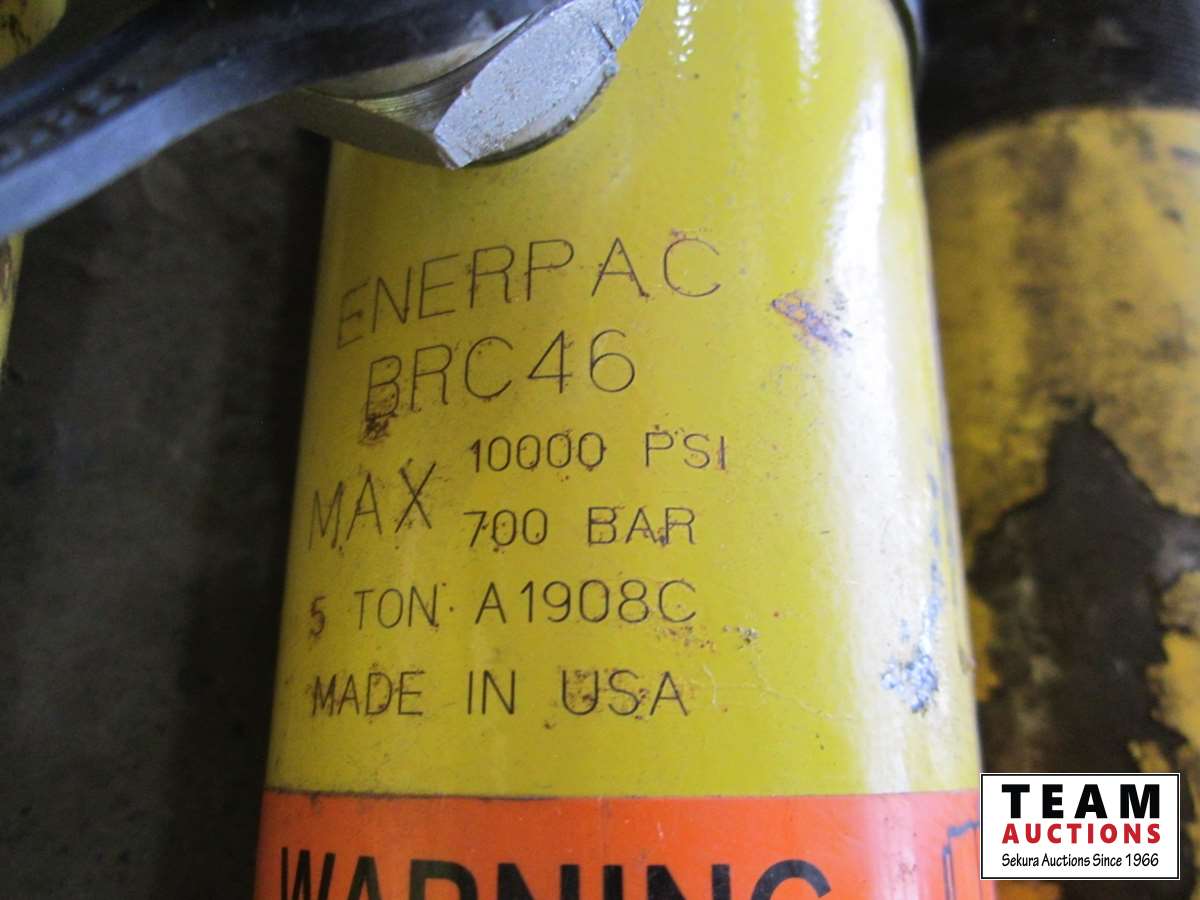 ENERPAC
BRC46
MAX 10000 PSI
700 BAR
5 TON A1908C
MADE IN USA
WARNING
TEAM
AUCTIONS
Sekura Auctions Since 1966